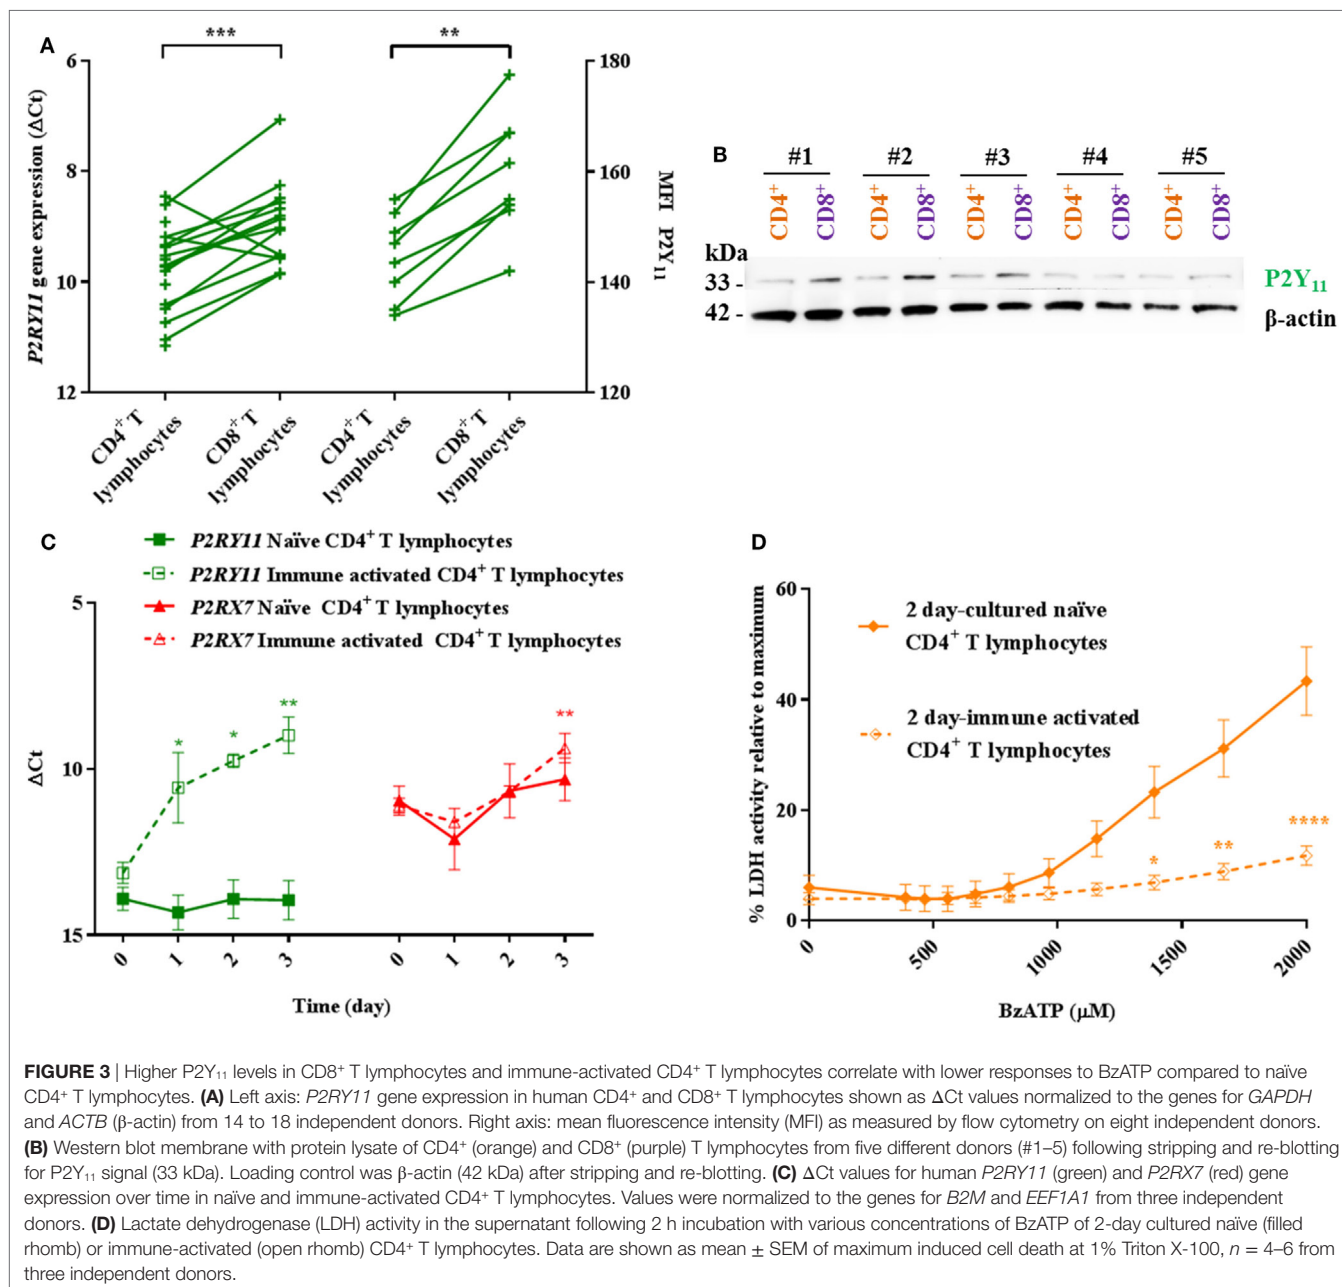 A
***
**
6
8
10
12
P2RY11 gene expression (ΔCt)
180
160
140
120
MFI P2Y₁₁
CD4⁺ T
lymphocytes
CD8⁺ T
lymphocytes
CD4⁺ T
lymphocytes
CD8⁺ T
lymphocytes
B
#1 #2 #3 #4 #5
CD4⁺ CD8⁺ CD4⁺ CD8⁺ CD4⁺ CD8⁺ CD4⁺ CD8⁺ CD4⁺ CD8⁺
kDa
33 -
42 -
P2Y₁₁
β-actin
C
P2RY11 Naïve CD4⁺ T lymphocytes
P2RY11 Immune activated CD4⁺ T lymphocytes
P2RX7 Naïve CD4⁺ T lymphocytes
P2RX7 Immune activated CD4⁺ T lymphocytes
5
10
15
ΔCt
*
*
**
**
0 1 2 3 0 1 2 3
Time (day)
D
60
40
20
0
% LDH activity relative to maximum
2 day-cultured naïve
CD4⁺ T lymphocytes
2 day-immune activated
CD4⁺ T lymphocytes
*
**
****
0 500 1000 1500 2000
BzATP (μM)
FIGURE 3 | Higher P2Y₁₁ levels in CD8⁺ T lymphocytes and immune-activated CD4⁺ T lymphocytes correlate with lower responses to BzATP compared to naïve
CD4⁺ T lymphocytes. (A) Left axis: P2RY11 gene expression in human CD4⁺ and CD8⁺ T lymphocytes shown as ΔCt values normalized to the genes for GAPDH
and ACTB (β-actin) from 14 to 18 independent donors. Right axis: mean fluorescence intensity (MFI) as measured by flow cytometry on eight independent donors.
(B) Western blot membrane with protein lysate of CD4⁺ (orange) and CD8⁺ (purple) T lymphocytes from five different donors (#1–5) following stripping and re-blotting
for P2Y₁₁ signal (33 kDa). Loading control was β-actin (42 kDa) after stripping and re-blotting. (C) ΔCt values for human P2RY11 (green) and P2RX7 (red) gene
expression over time in naïve and immune-activated CD4⁺ T lymphocytes. Values were normalized to the genes for B2M and EEF1A1 from three independent
donors. (D) Lactate dehydrogenase (LDH) activity in the supernatant following 2 h incubation with various concentrations of BzATP of 2-day cultured naïve (filled
rhomb) or immune-activated (open rhomb) CD4⁺ T lymphocytes. Data are shown as mean ± SEM of maximum induced cell death at 1% Triton X-100, n = 4–6 from
three independent donors.